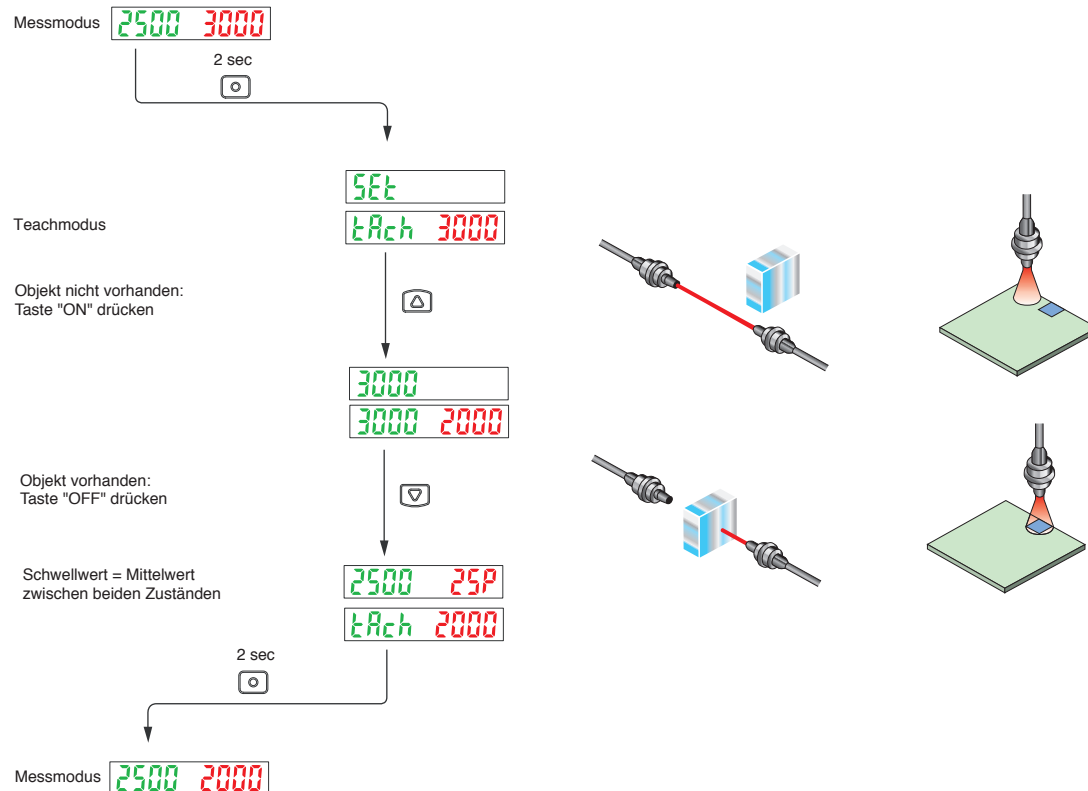 Messmodus 2500 3000
2 sec
SEt
Teachmodus
tAch 3000
Objekt nicht vorhanden:
Taste "ON" drücken
3000
3000 2000
Objekt vorhanden:
Taste "OFF" drücken
Schwellwert = Mittelwert
zwischen beiden Zuständen
2500 2SP
tAch 2000
2 sec
Messmodus 2500 2000